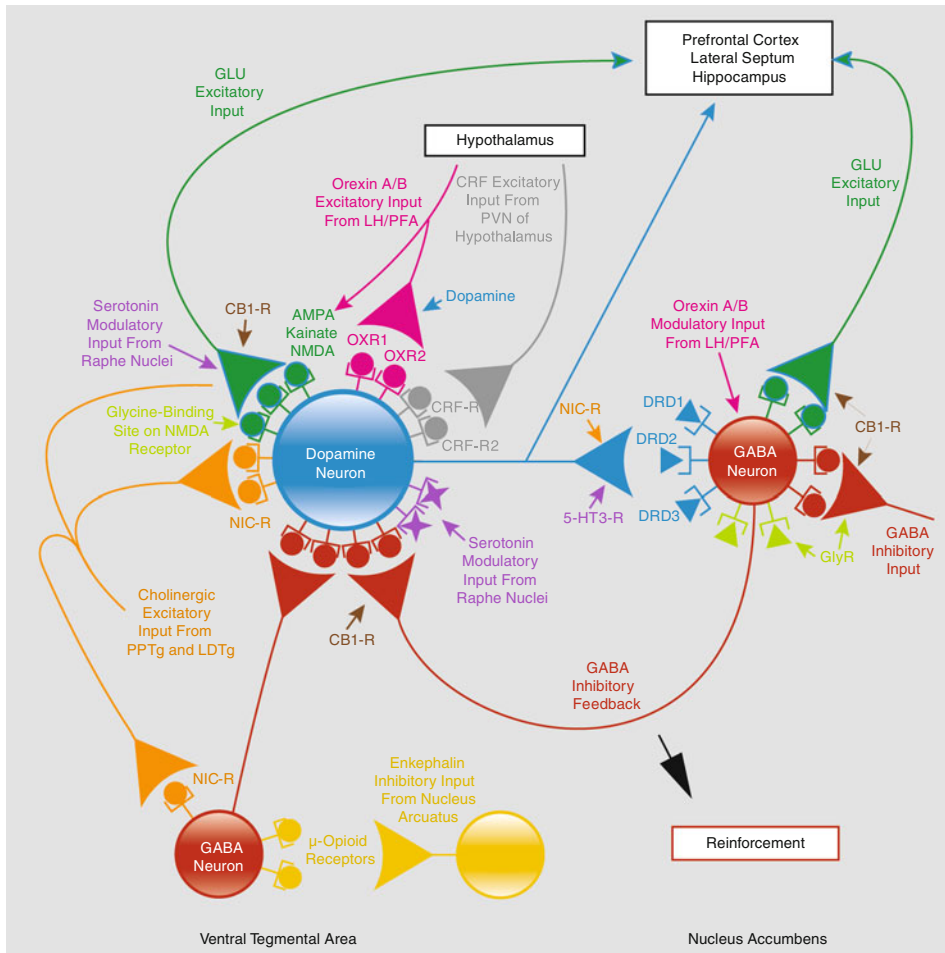 Prefrontal Cortex
Lateral Septum
Hippocampus
GLU
Excitatory
Input
Hypothalamus
Orexin A/B
Excitatory Input
From LH/PFA
CRF Excitatory
Input From
PVN of
Hypothalamus
GLU
Excitatory
Input
Serotonin
Modulatory
Input From
Raphe Nuclei
CB1-R
AMPA
Kainate
NMDA
Dopamine
OXR1
OXR2
Orexin A/B
Modulatory Input
From LH/PFA
Glycine-Binding
Site on NMDA
Receptor
CRF-R
CRF-R2
NIC-R
DRD1
DRD2
DRD3
CB1-R
Dopamine
Neuron
GABA
Neuron
NIC-R
5-HT3-R
GlyR
GABA
Inhibitory
Input
Serotonin
Modulatory
Input From
Raphe Nuclei
Cholinergic
Excitatory
Input From
PPTg and LDTg
CB1-R
GABA
Inhibitory
Feedback
NIC-R
Enkephalin
Inhibitory Input
From Nucleus
Arcuatus
GABA
Neuron
μ-Opioid
Receptors
Reinforcement
Ventral Tegmental Area
Nucleus Accumbens